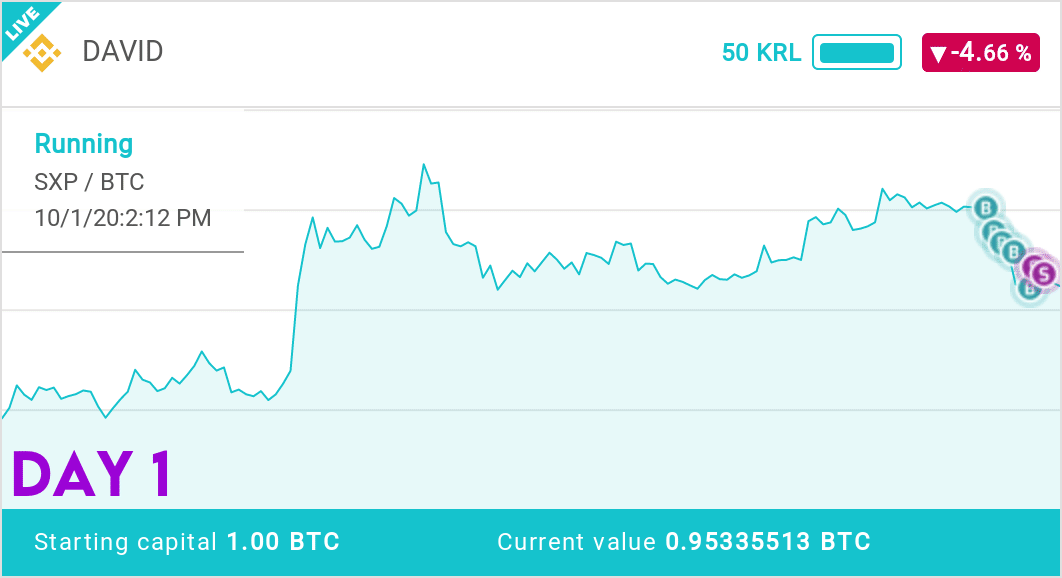 LIVE
DAVID
50 KRL
▼-4.66 %
Running
SXP / BTC
10/1/20:2:12 PM
B
B
B
B
S
B
DAY 1
Starting capital 1.00 BTC
Current value 0.95335513 BTC